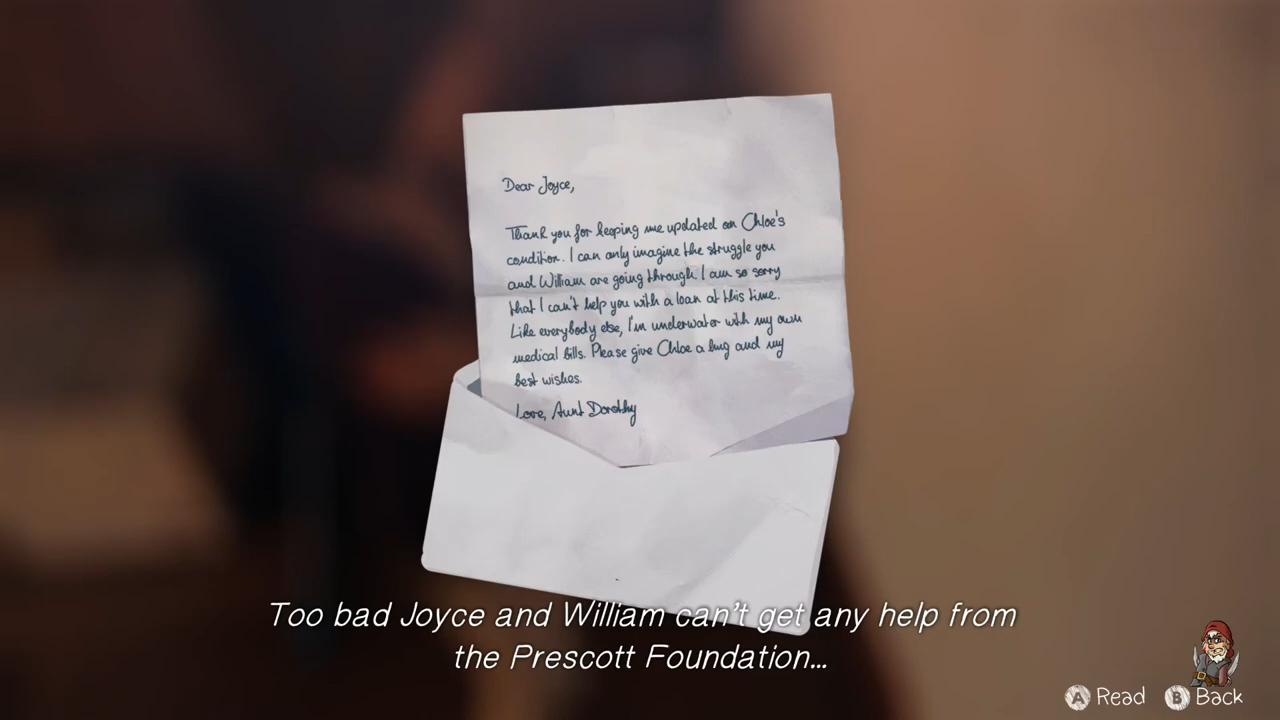 Dear Joyce,
Thank you for keeping me updated on Chloe's
condition. I can only imagine the struggle you
and William are going through. I am so sorry
that I can't help you with a loan at this time.
Like everybody else, I'm underwater with my own
medical bills. Please give Chloe a hug and my
best wishes.
Love, Aunt Dorothy
Too bad Joyce and William can't get any help from
the Prescott Foundation...
A Read B Back